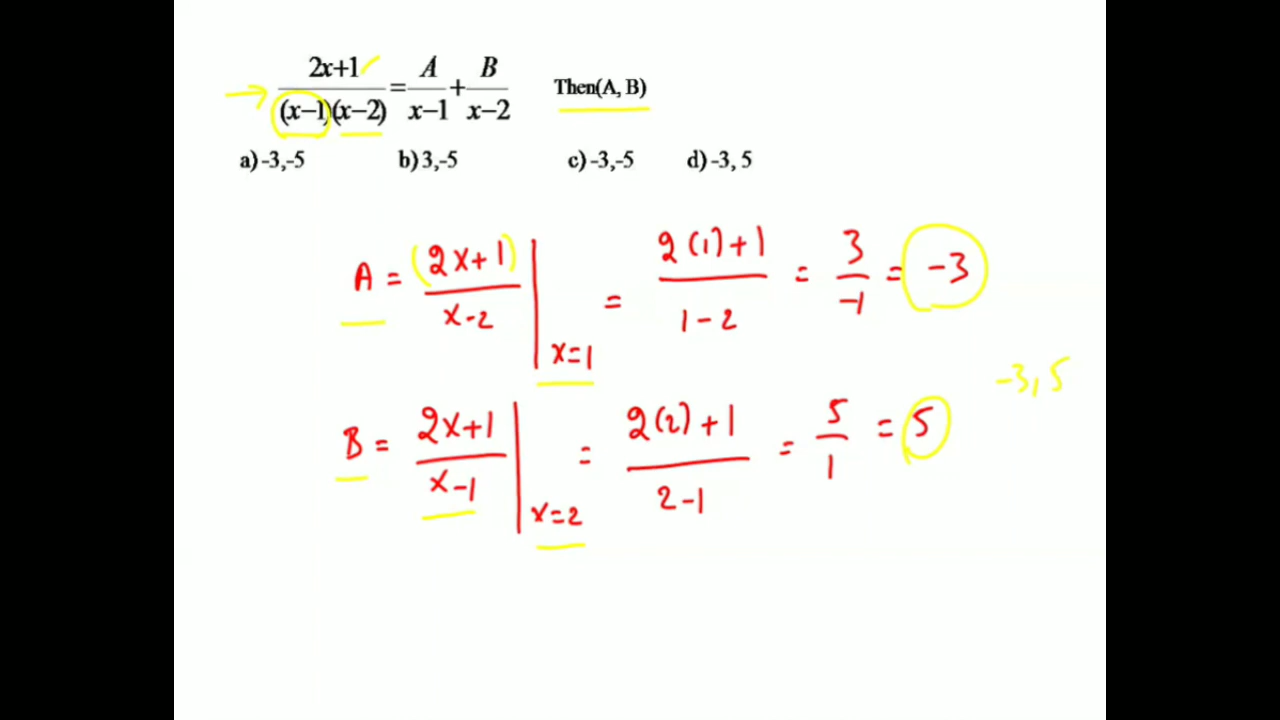 (2x+1)/((x−1)(x−2)) = A/(x−1) + B/(x−2) Then(A, B)
a) -3,-5 b) 3,-5 c) -3,-5 d) -3, 5
A = (2x+1)/(x-2) | x=1 = (2(1)+1)/(1-2) = 3/-1 = -3
-3, 5
B = (2x+1)/(x-1) | x=2 = (2(2)+1)/(2-1) = 5/1 = 5